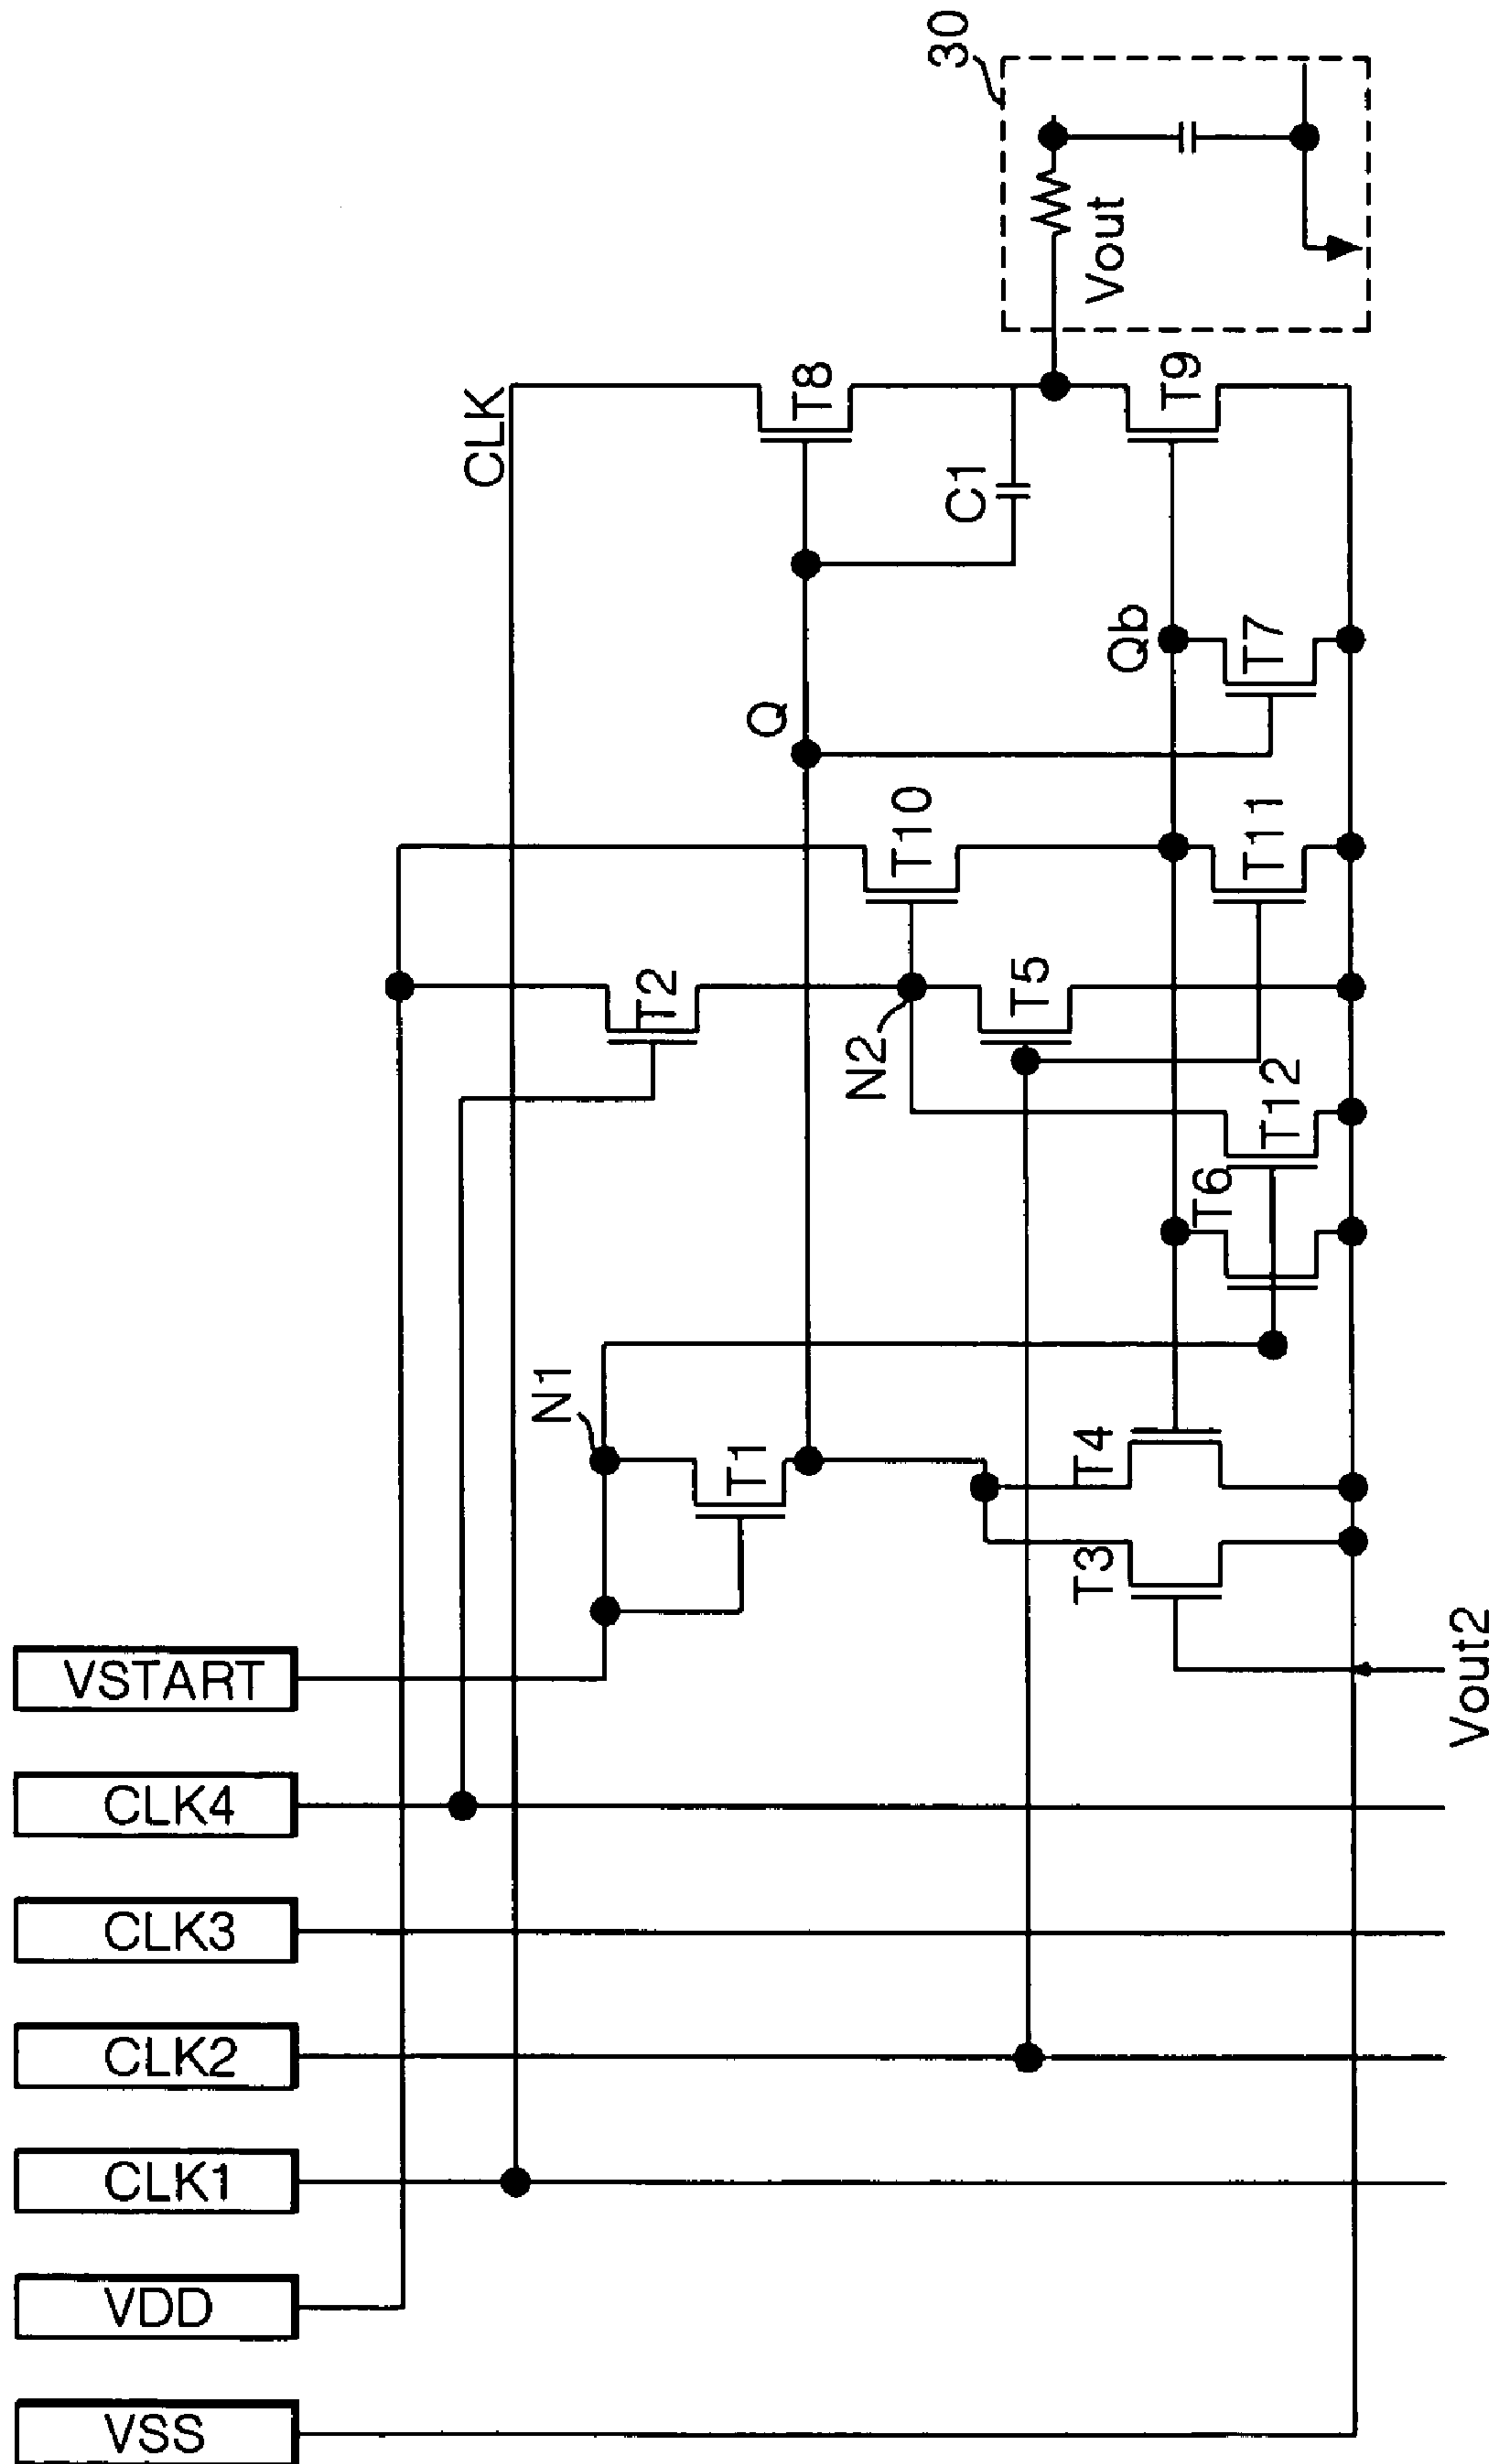 30
Vout
CLK
T8
T9
C1
Qb
T7
Q
T10
T11
T2
T5
N2
T12
T6
N1
T1
T4
T3
VSTART
Vout2
CLK4
CLK3
CLK2
CLK1
VDD
VSS